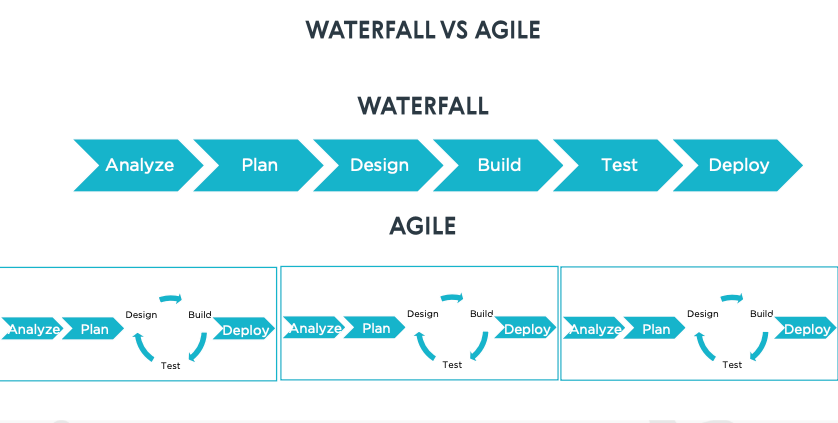 WATERFALL VS AGILE
WATERFALL
Analyze Plan Design Build Test Deploy
AGILE
Analyze Plan Design Build Test Deploy
Analyze Plan Design Build Test Deploy
Analyze Plan Design Build Test Deploy